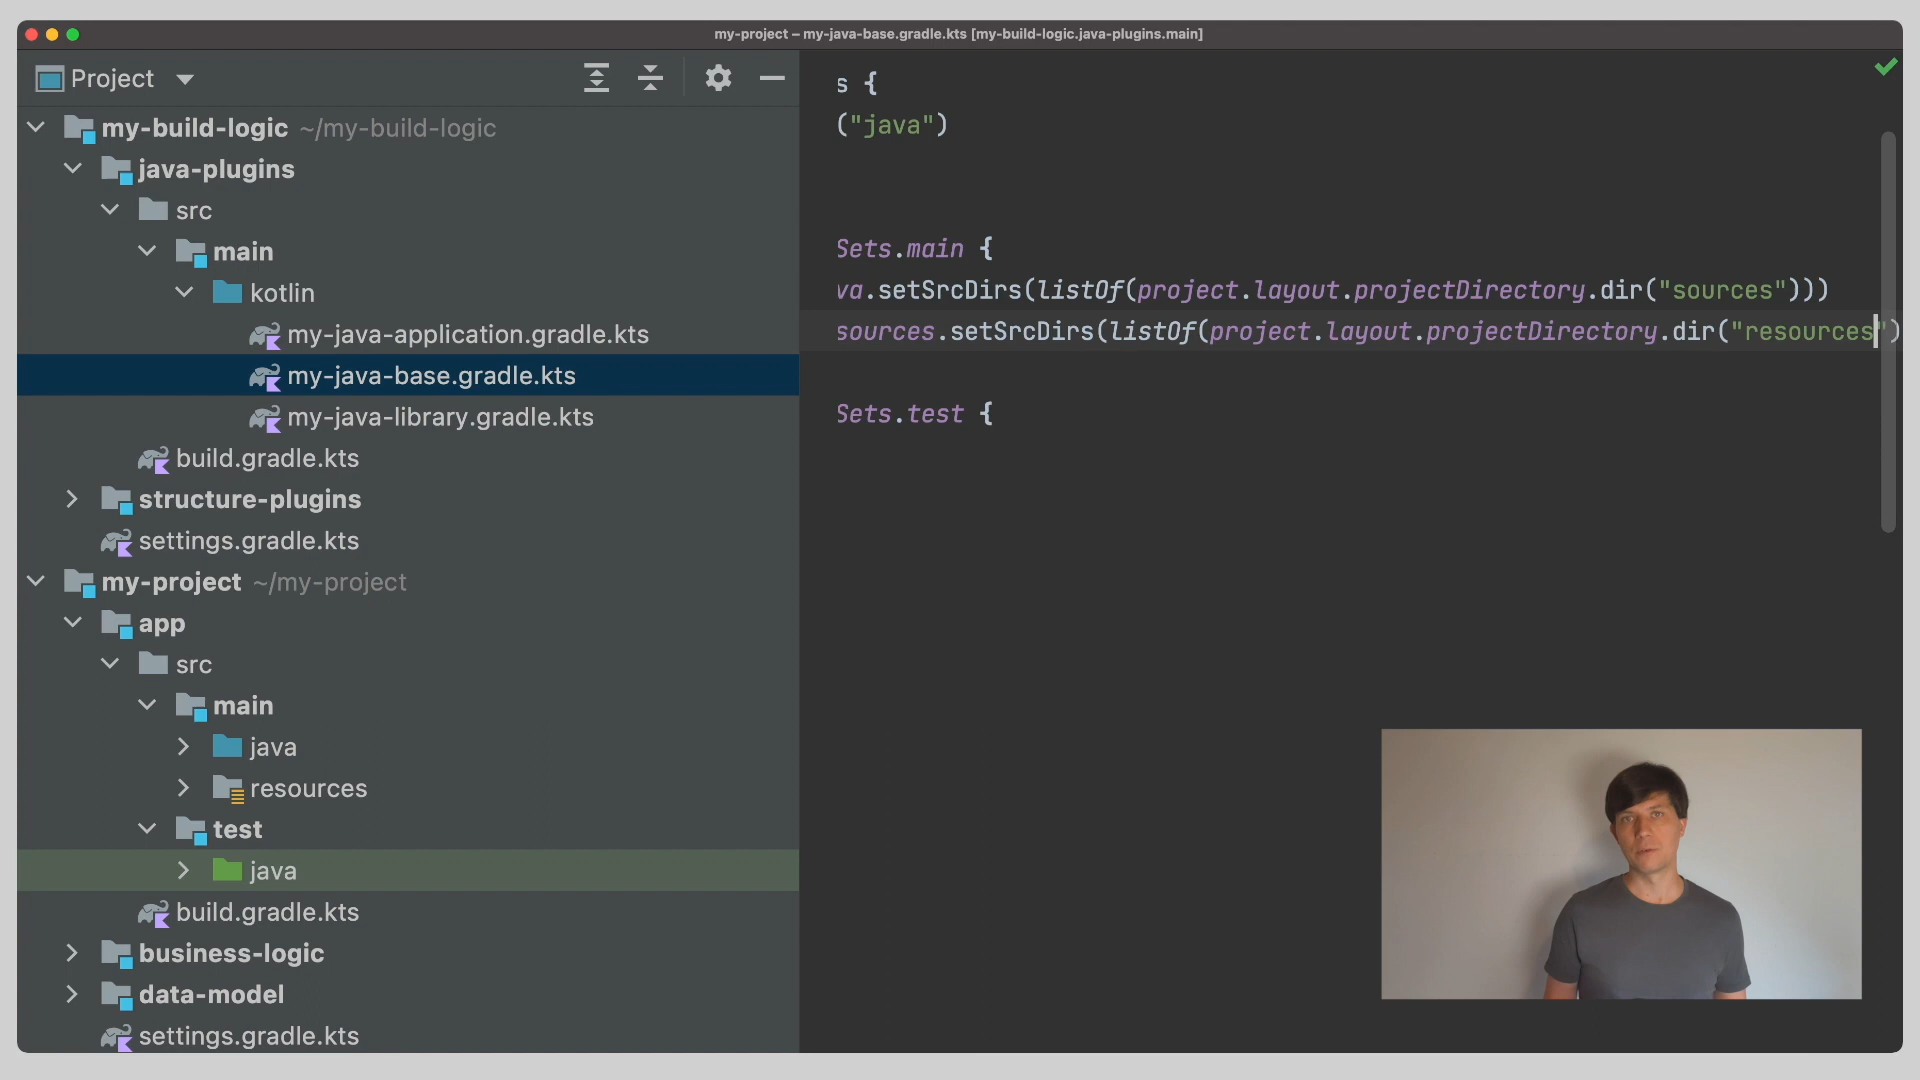 my-project – my-java-base.gradle.kts [my-build-logic.java-plugins.main]
Project
my-build-logic ~/my-build-logic
java-plugins
src
main
kotlin
my-java-application.gradle.kts
my-java-base.gradle.kts
my-java-library.gradle.kts
build.gradle.kts
structure-plugins
settings.gradle.kts
my-project ~/my-project
app
src
main
java
resources
test
java
build.gradle.kts
business-logic
data-model
settings.gradle.kts
s {
("java")
Sets.main {
va.setSrcDirs(listOf(project.layout.projectDirectory.dir("sources")))
sources.setSrcDirs(listOf(project.layout.projectDirectory.dir("resources")
Sets.test {